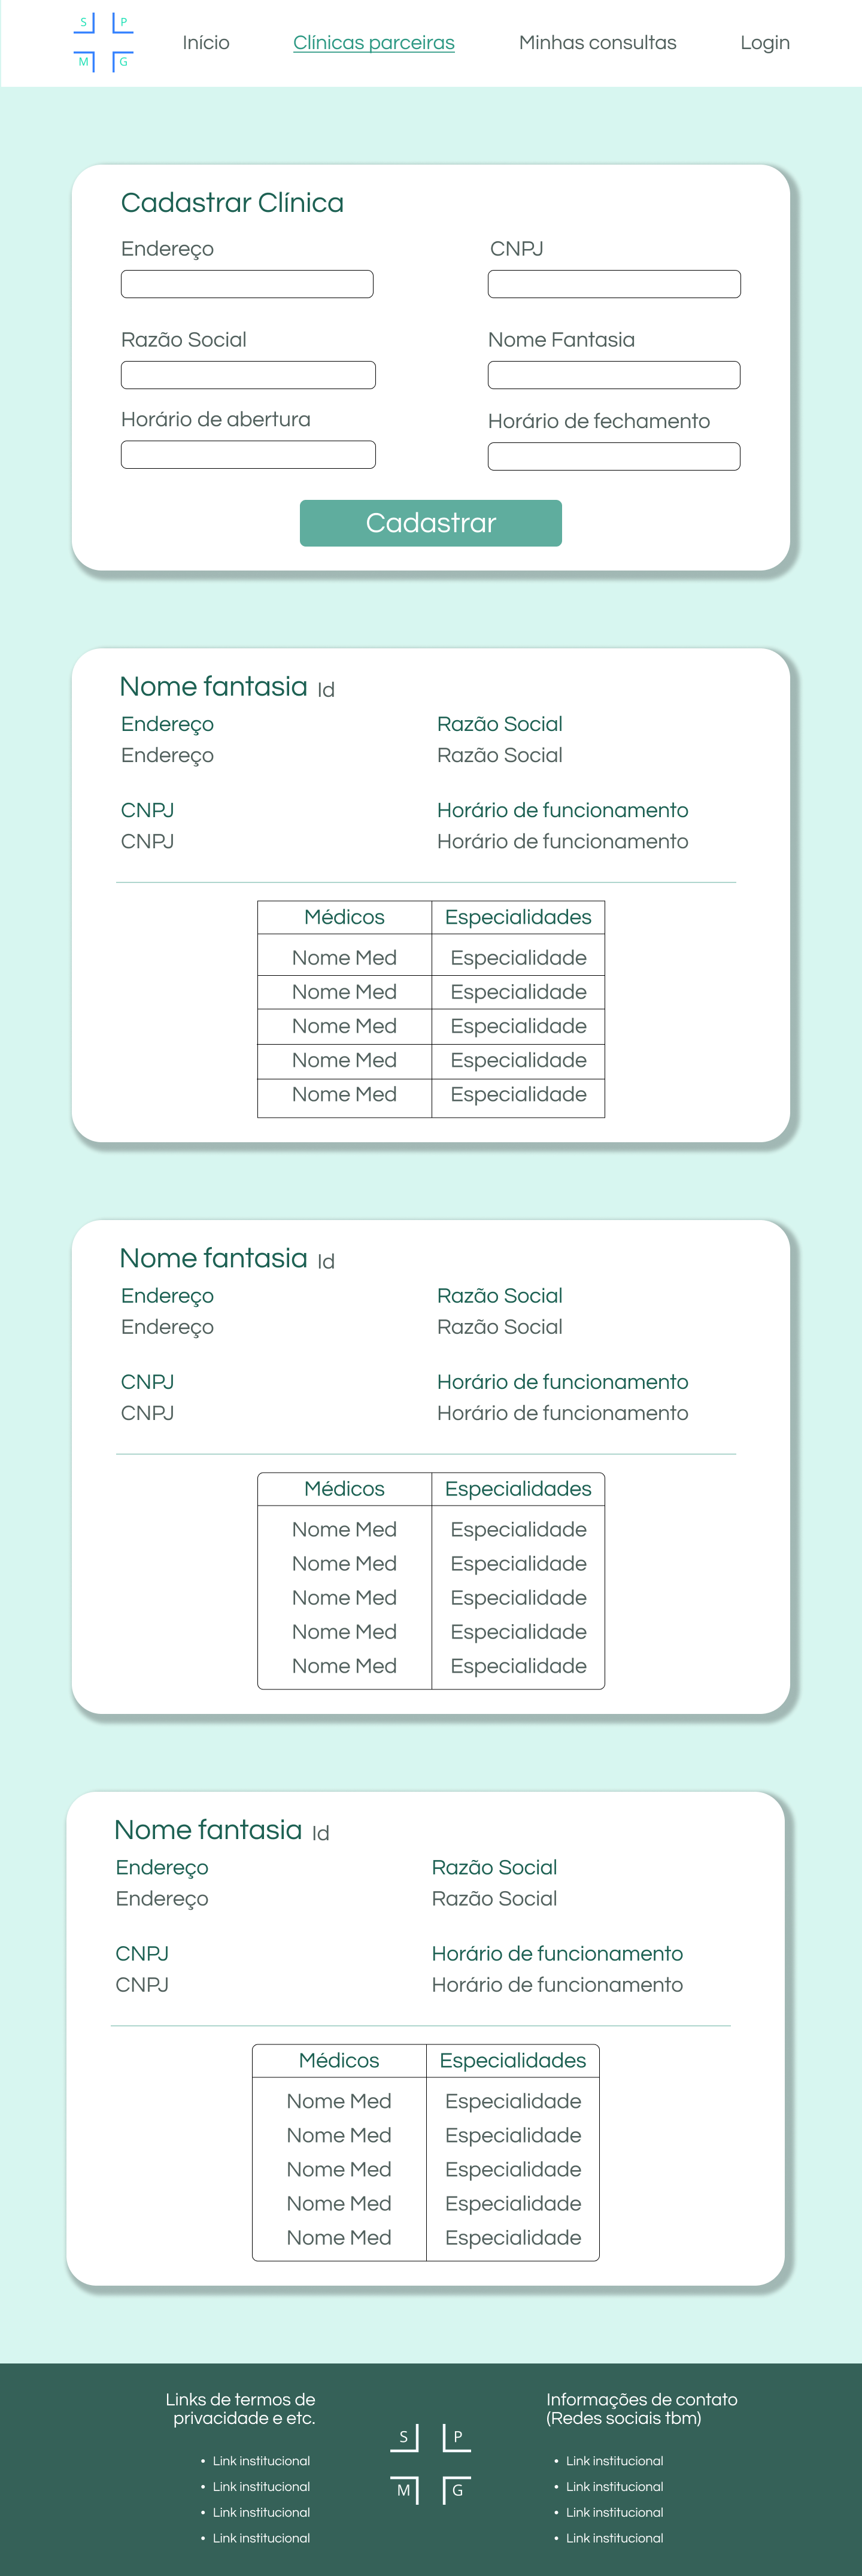 S P
M G
Início Clínicas parceiras Minhas consultas Login
Cadastrar Clínica
Endereço CNPJ
Razão Social Nome Fantasia
Horário de abertura Horário de fechamento
Cadastrar
Nome fantasia Id
Endereço Razão Social
Endereço Razão Social
CNPJ Horário de funcionamento
CNPJ Horário de funcionamento
Médicos Especialidades
Nome Med Especialidade
Nome Med Especialidade
Nome Med Especialidade
Nome Med Especialidade
Nome Med Especialidade
Nome fantasia Id
Endereço Razão Social
Endereço Razão Social
CNPJ Horário de funcionamento
CNPJ Horário de funcionamento
Médicos Especialidades
Nome Med Especialidade
Nome Med Especialidade
Nome Med Especialidade
Nome Med Especialidade
Nome Med Especialidade
Nome fantasia Id
Endereço Razão Social
Endereço Razão Social
CNPJ Horário de funcionamento
CNPJ Horário de funcionamento
Médicos Especialidades
Nome Med Especialidade
Nome Med Especialidade
Nome Med Especialidade
Nome Med Especialidade
Nome Med Especialidade
Links de termos de
privacidade e etc.
• Link institucional
• Link institucional
• Link institucional
• Link institucional
S P
M G
Informações de contato
(Redes sociais tbm)
• Link institucional
• Link institucional
• Link institucional
• Link institucional